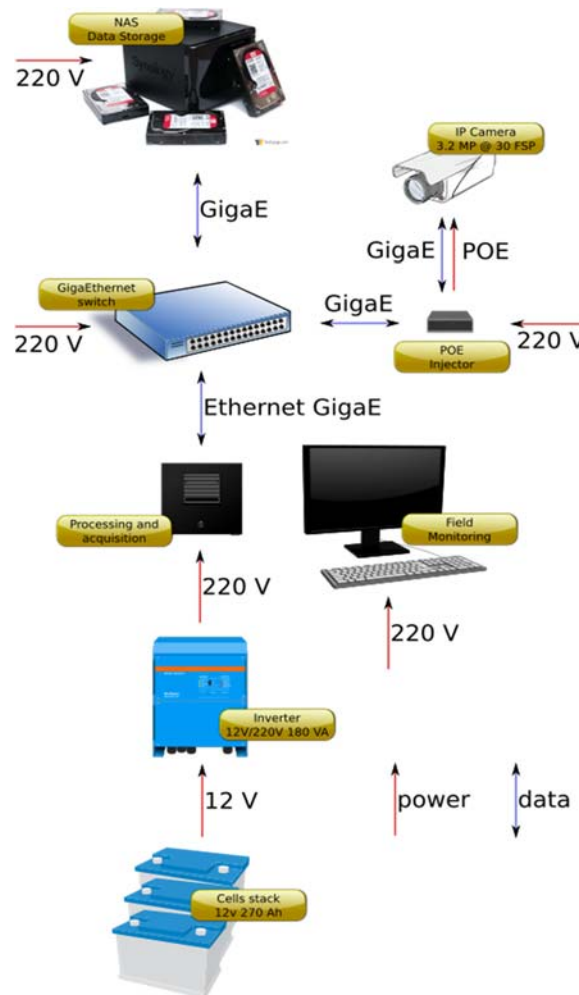 NAS
Data Storage
Synology
220 V
GigaE
IP Camera
3.2 MP @ 30 FSP
GigaE
POE
GigaEthernet
switch
GigaE
220 V
POE
Injector
220 V
Ethernet GigaE
Processing and
acquisition
Field
Monitoring
220 V
220 V
Inverter
12V/220V 180 VA
12 V
power
data
Cells stack
12v 270 Ah